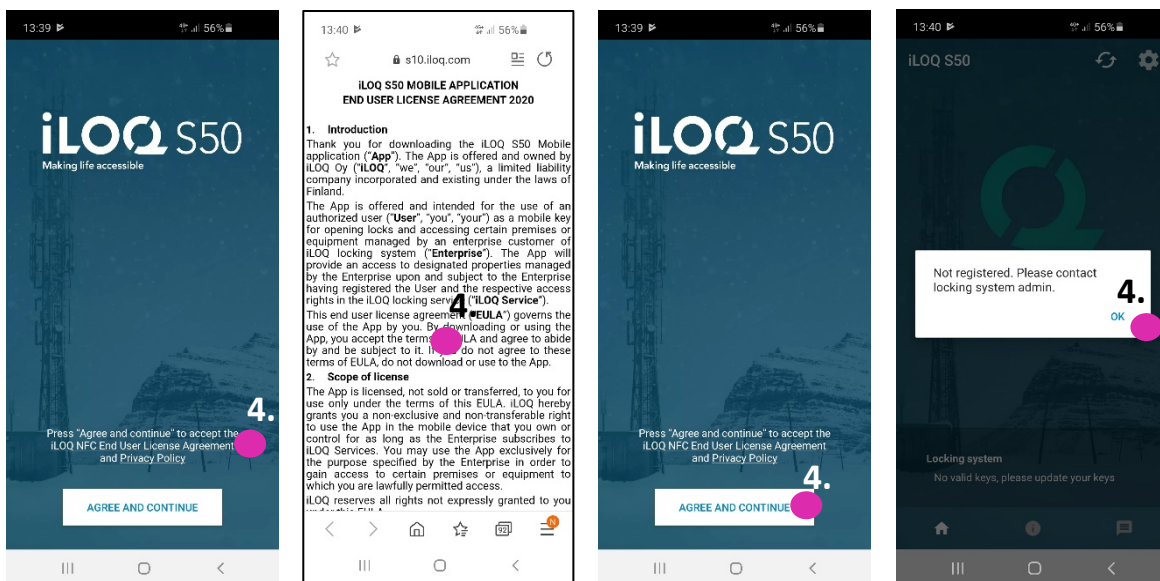 13:39 56%
iLOQ S50
Making life accessible
4.
Press "Agree and continue" to accept the
iLOQ NFC End User License Agreement
and Privacy Policy
AGREE AND CONTINUE
13:40 56%
s10.iloq.com
iLOQ S50 MOBILE APPLICATION
END USER LICENSE AGREEMENT 2020
1. Introduction
Thank you for downloading the iLOQ S50 Mobile
application ("App"). The App is offered and owned by
iLOQ Oy ("iLOQ", "we", "our", "us"), a limited liability
company incorporated and existing under the laws of
Finland.
The App is offered and intended for the use of an
authorized user ("User", "you", "your") as a mobile key
for opening locks and accessing certain premises or
equipment managed by an enterprise customer of
iLOQ locking system ("Enterprise"). The App will
provide an access to designated properties managed
by the Enterprise upon and subject to the Enterprise
having registered the User and the respective access
rights in the iLOQ locking service ("iLOQ Service").
4.
This end user license agreement ("EULA") governs the
use of the App by you. By downloading or using the
App, you accept the terms LA and agree to abide
by and be subject to it. If do not agree to these
terms of EULA, do not download or use to the App.
2. Scope of license
The App is licensed, not sold or transferred, to you for
use only under the terms of this EULA. iLOQ hereby
grants you a non-exclusive and non-transferable right
to use the App in the mobile device that you own or
control for as long as the Enterprise subscribes to
iLOQ Services. You may use the App exclusively for
the purpose specified by the Enterprise in order to
gain access to certain premises or equipment to
which you are lawfully permitted access.
iLOQ reserves all rights not expressly granted to you
92 N
13:39 56%
iLOQ S50
Making life accessible
Press "Agree and continue" to accept the
iLOQ NFC End User License Agreement
and Privacy Policy
4.
AGREE AND CONTINUE
13:40 56%
iLOQ S50
Not registered. Please contact
locking system admin.
4.
OK
Locking system
No valid keys, please update your keys